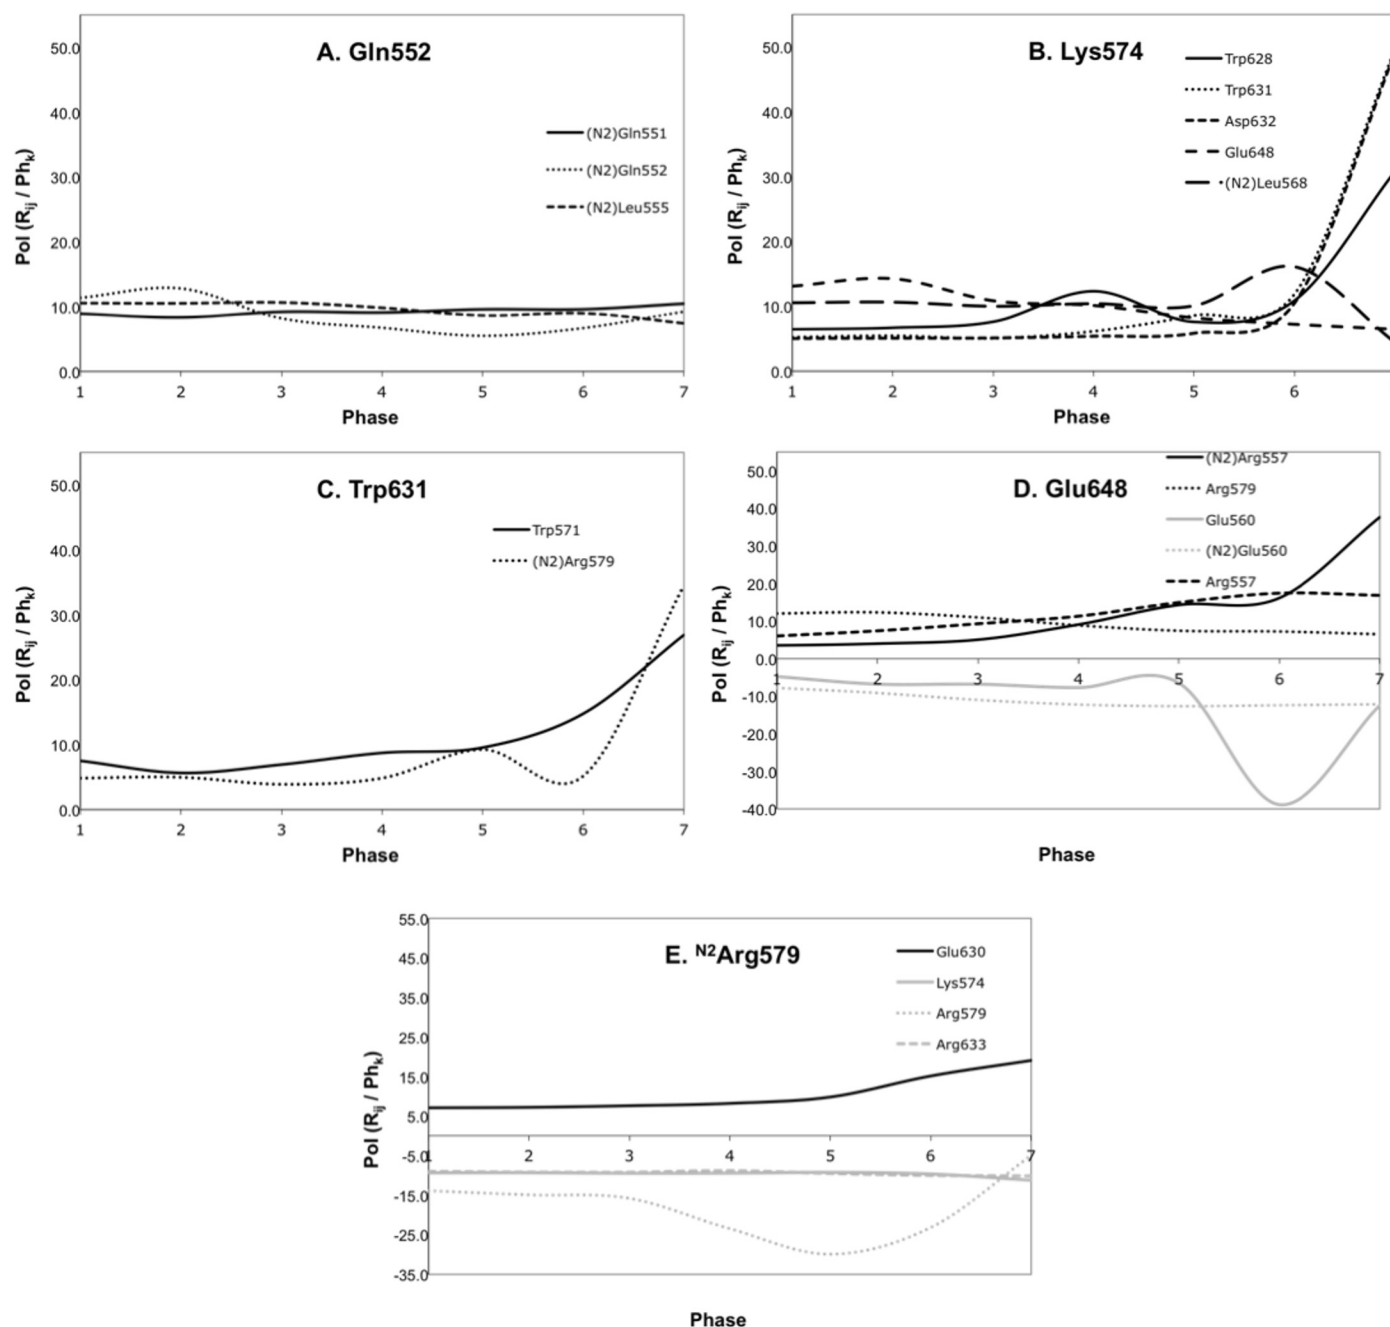 A. Gln552
Pol (Rij / Phk)
50.0
40.0
30.0
20.0
10.0
0.0
1 2 3 4 5 6 7
Phase
(N2)Gln551
(N2)Gln552
(N2)Leu555
B. Lys574
Pol (Rij / Phk)
50.0
40.0
30.0
20.0
10.0
0.0
1 2 3 4 5 6
Phase
Trp628
Trp631
Asp632
Glu648
(N2)Leu568
C. Trp631
Pol (Rij / Phk)
50.0
40.0
30.0
20.0
10.0
0.0
1 2 3 4 5 6 7
Phase
Trp571
(N2)Arg579
D. Glu648
Pol (Rij / Phk)
50.0
40.0
30.0
20.0
10.0
0.0
-10.0
-20.0
-30.0
-40.0
1 2 3 4 5 6 7
Phase
(N2)Arg557
Arg579
Glu560
(N2)Glu560
Arg557
E. N2Arg579
Pol (Rij / Phk)
55.0
45.0
35.0
25.0
15.0
5.0
-5.0
-15.0
-25.0
-35.0
1 2 3 4 5 6 7
Phase
Glu630
Lys574
Arg579
Arg633